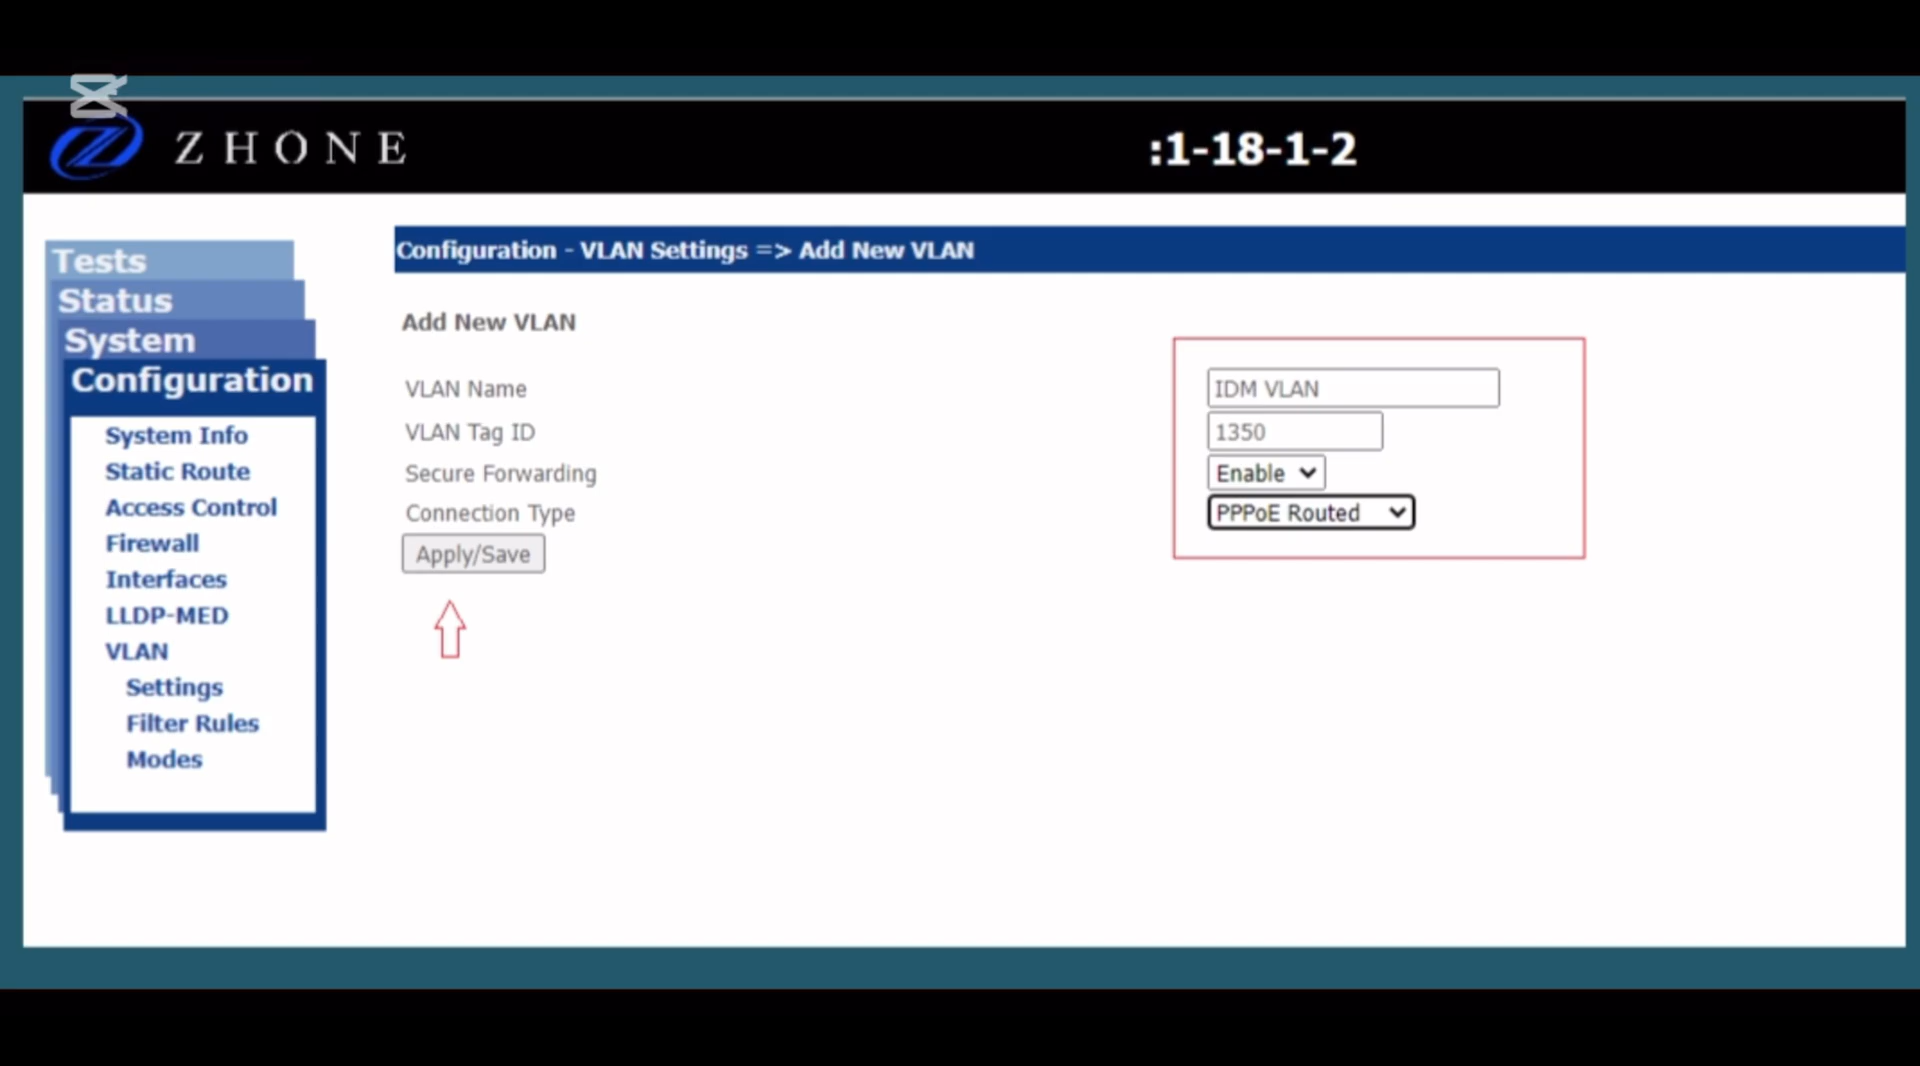 ZHONE
:1-18-1-2
Tests
Status
System
Configuration
System Info
Static Route
Access Control
Firewall
Interfaces
LLDP-MED
VLAN
Settings
Filter Rules
Modes
Configuration - VLAN Settings => Add New VLAN
Add New VLAN
VLAN Name IDM VLAN
VLAN Tag ID 1350
Secure Forwarding Enable
Connection Type PPPoE Routed
Apply/Save